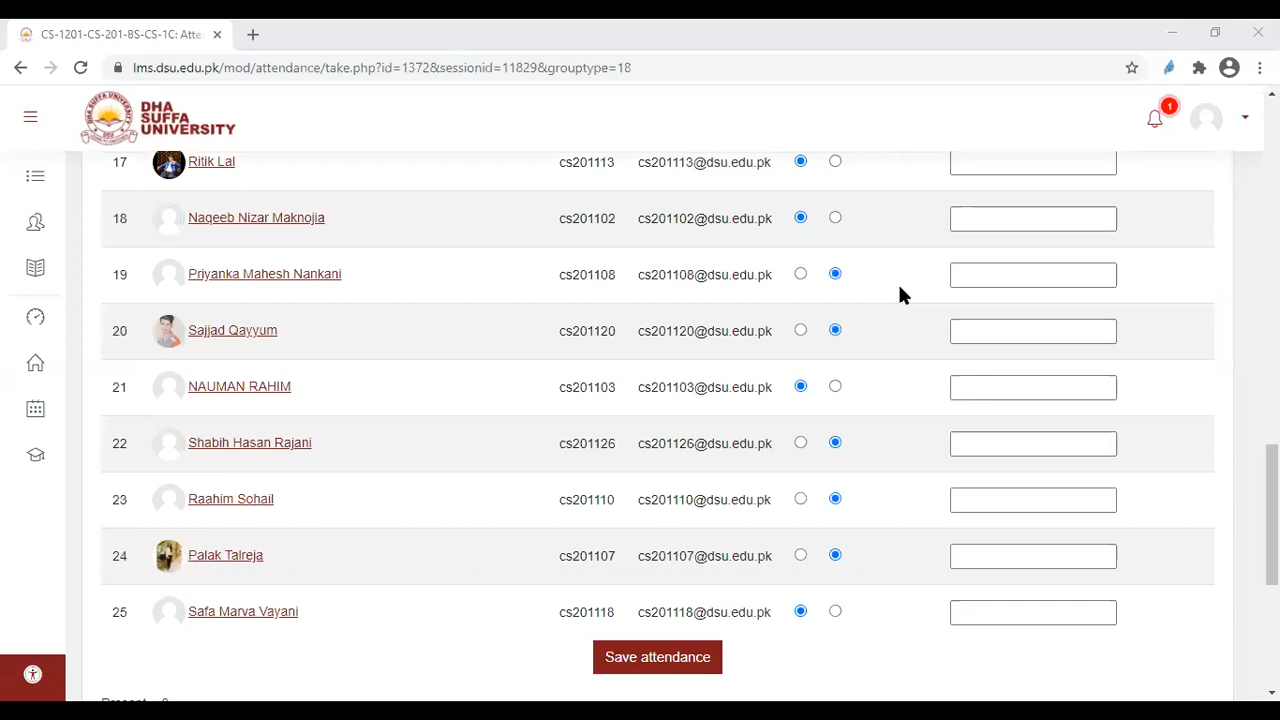 CS-1201-CS-201-BS-CS-1C: Atte
lms.dsu.edu.pk/mod/attendance/take.php?id=1372&sessionid=11829&grouptype=18
DHA
SUFFA
UNIVERSITY
1
17 Ritik Lal cs201113 cs201113@dsu.edu.pk
18 Naqeeb Nizar Maknojia cs201102 cs201102@dsu.edu.pk
19 Priyanka Mahesh Nankani cs201108 cs201108@dsu.edu.pk
20 Sajjad Qayyum cs201120 cs201120@dsu.edu.pk
21 NAUMAN RAHIM cs201103 cs201103@dsu.edu.pk
22 Shabih Hasan Rajani cs201126 cs201126@dsu.edu.pk
23 Raahim Sohail cs201110 cs201110@dsu.edu.pk
24 Palak Talreja cs201107 cs201107@dsu.edu.pk
25 Safa Marva Vayani cs201118 cs201118@dsu.edu.pk
Save attendance